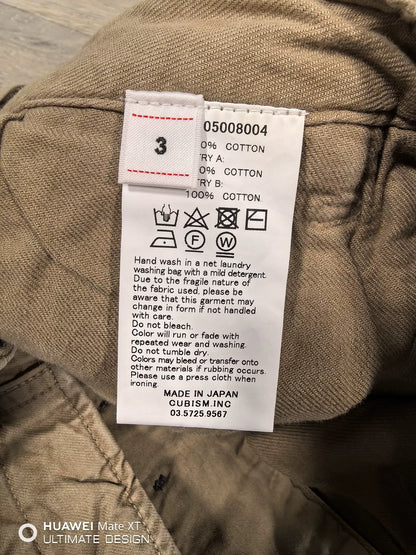 3
05008004
0% COTTON
TRY A:
0% COTTON
TRY B:
100% COTTON
F
W
Hand wash in a net laundry
washing bag with a mild detergent.
Due to the fragile nature of
the fabric used, please be
aware that this garment may
change in form if not handled
with care.
Do not bleach.
Color will run or fade with
repeated wear and washing.
Do not tumble dry.
Colors may bleed or transfer onto
other materials if rubbing occurs.
Please use a press cloth when
ironing.
MADE IN JAPAN
CUBISM.INC
03.5725.9567
HUAWEI Mate XT
ULTIMATE DESIGN